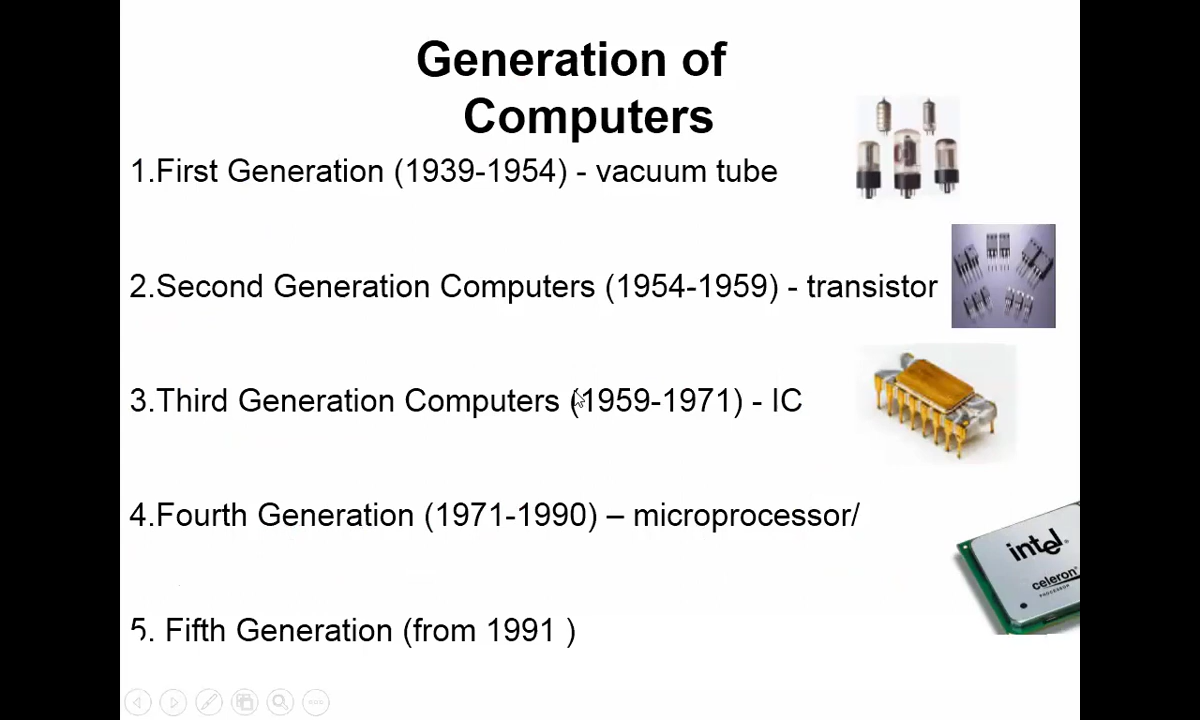 Generation of
Computers
1.First Generation (1939-1954) - vacuum tube
2.Second Generation Computers (1954-1959) - transistor
3.Third Generation Computers (1959-1971) - IC
4.Fourth Generation (1971-1990) – microprocessor/
intel
celeron
PROCESSOR
5. Fifth Generation (from 1991 )